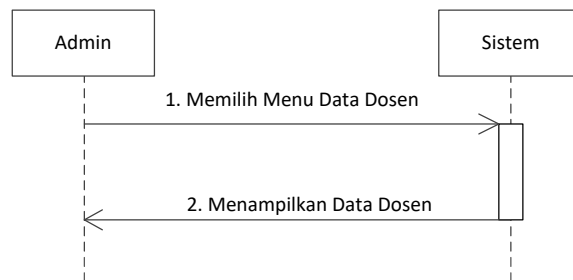 Admin
Sistem
1. Memilih Menu Data Dosen
2. Menampilkan Data Dosen